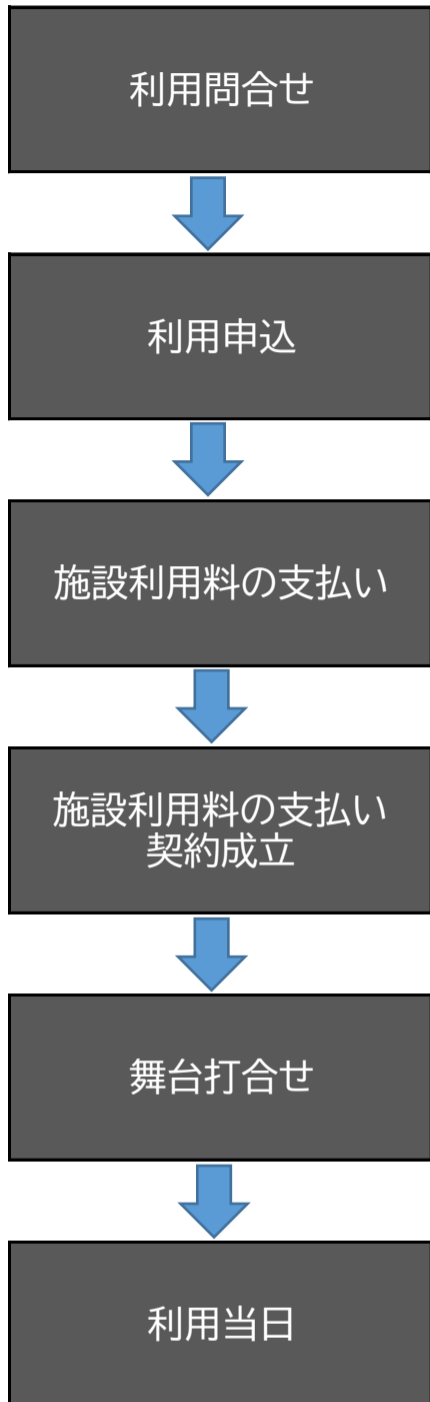 利用問合せ
利用申込
施設利用料の支払い
施設利用料の支払い
契約成立
舞台打合せ
利用当日